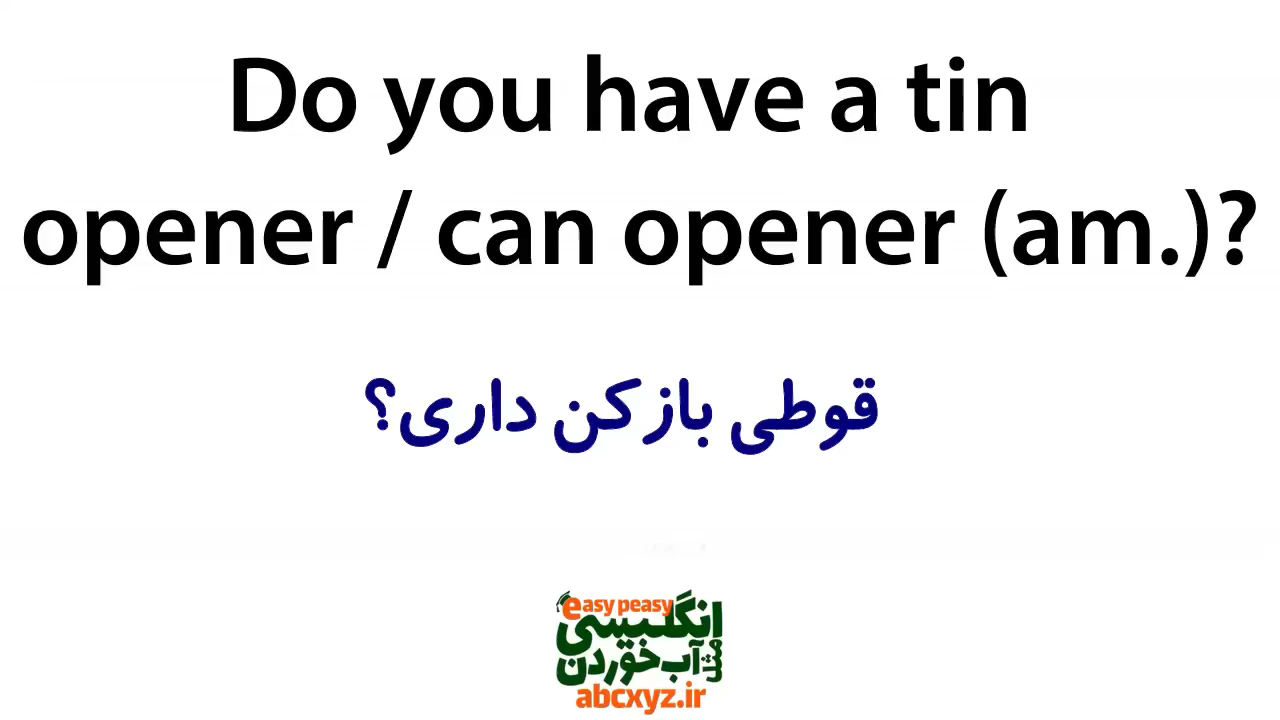 Do you have a tin
opener / can opener (am.)?
قوطی بازکن داری؟
easy peasy
انگلیسی
مثل آب خوردن
abcxyz.ir